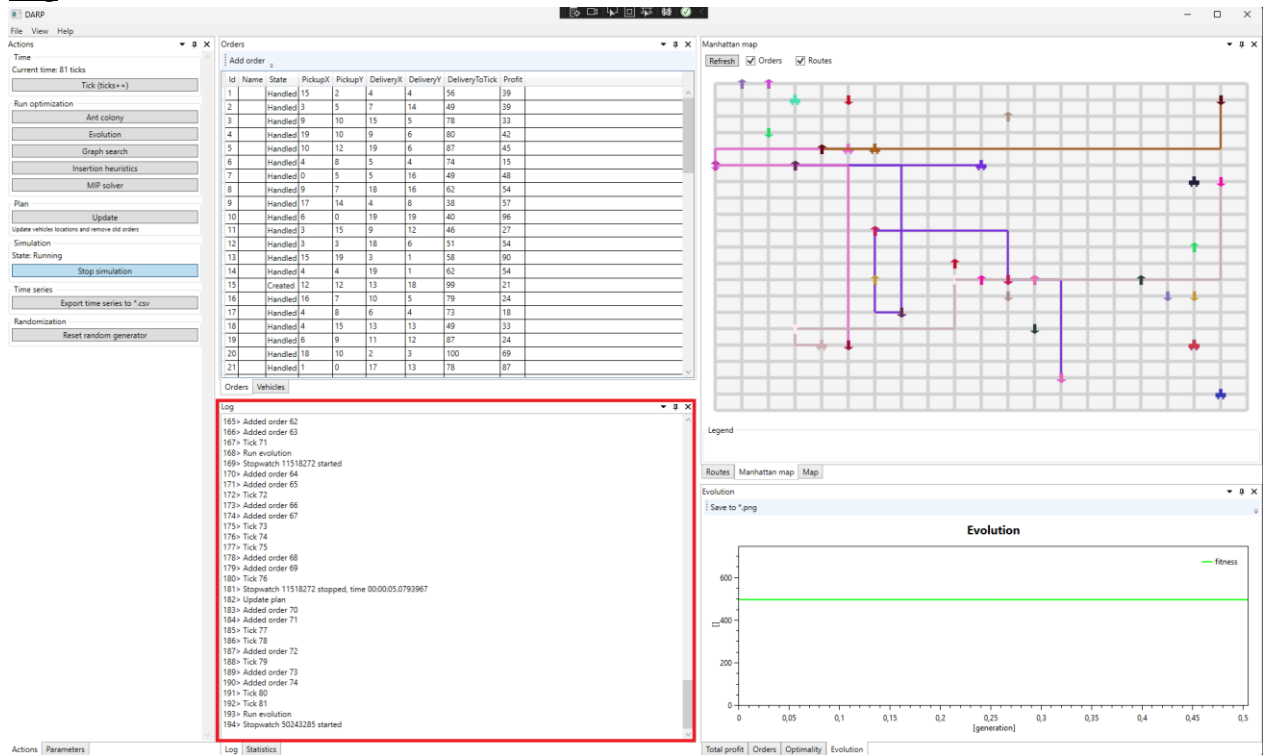 DARP
File View Help
Actions
Time
Current time: 81 ticks
Tick (ticks++)
Run optimization
Ant colony
Evolution
Graph search
Insertion heuristics
MIP solver
Plan
Update
Update vehicles locations and remove old orders
Simulation
State: Running
Stop simulation
Time series
Export time series to *.csv
Randomization
Reset random generator
Actions Parameters
Orders
Add order
Id Name State PickupX PickupY DeliveryX DeliveryY DeliveryToTick Profit
1 Handled 15 2 4 4 56 39
2 Handled 3 5 7 14 49 39
3 Handled 9 10 15 5 78 33
4 Handled 19 10 9 6 80 42
5 Handled 10 12 19 6 87 45
6 Handled 4 8 5 4 74 15
7 Handled 0 5 5 16 49 48
8 Handled 9 7 18 16 62 54
9 Handled 17 14 4 8 38 57
10 Handled 6 0 19 19 40 96
11 Handled 3 15 9 12 46 27
12 Handled 3 3 18 6 51 54
13 Handled 15 19 3 1 58 90
14 Handled 4 4 19 1 62 54
15 Created 12 12 13 18 99 21
16 Handled 16 7 10 5 79 24
17 Handled 4 8 6 4 73 18
18 Handled 4 15 13 13 49 33
19 Handled 6 9 11 12 87 24
20 Handled 18 10 2 3 100 69
21 Handled 1 0 17 13 78 87
Orders Vehicles
Log
165> Added order 62
166> Added order 63
167> Tick 71
168> Run evolution
169> Stopwatch 11518272 started
170> Added order 64
171> Added order 65
172> Tick 72
173> Added order 66
174> Added order 67
175> Tick 73
176> Tick 74
177> Tick 75
178> Added order 68
179> Added order 69
180> Tick 76
181> Stopwatch 11518272 stopped, time 00:00:05.0793967
182> Update plan
183> Added order 70
184> Added order 71
185> Tick 77
186> Tick 78
187> Added order 72
188> Tick 79
189> Added order 73
190> Added order 74
191> Tick 80
192> Tick 81
193> Run evolution
194> Stopwatch 50243285 started
Log Statistics
Manhattan map
Refresh Orders Routes
Legend
Routes Manhattan map Map
Evolution
Save to *.png
Evolution
fitness
600
400
200
0
[]
0 0,05 0,1 0,15 0,2 0,25 0,3 0,35 0,4 0,45 0,5
[generation]
Total profit Orders Optimality Evolution